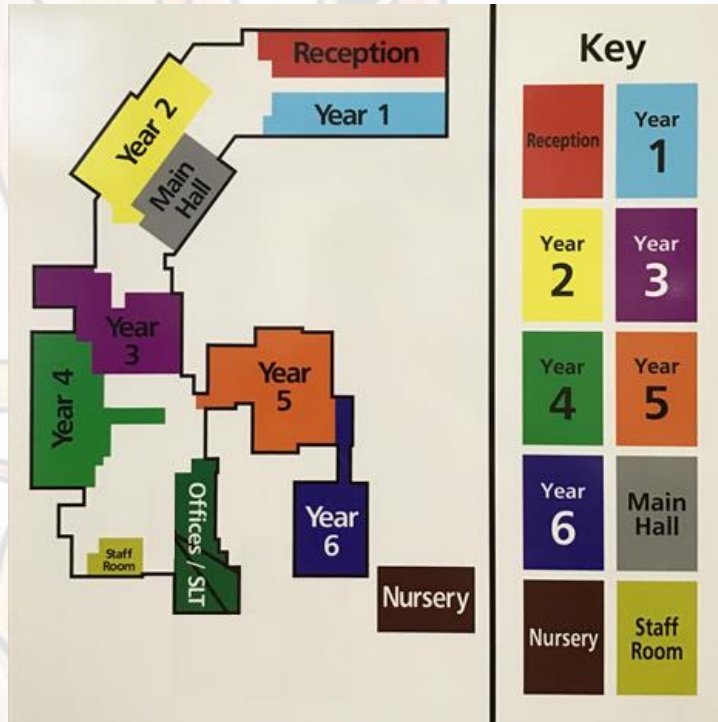 Reception
Year 1
Year 2
Main
Hall
Year
3
Year 4
Year
5
Offices / SLT
Staff
Room
Year
6
Nursery
Key
Reception
Year
1
Year
2
Year
3
Year
4
Year
5
Year
6
Main
Hall
Nursery
Staff
Room